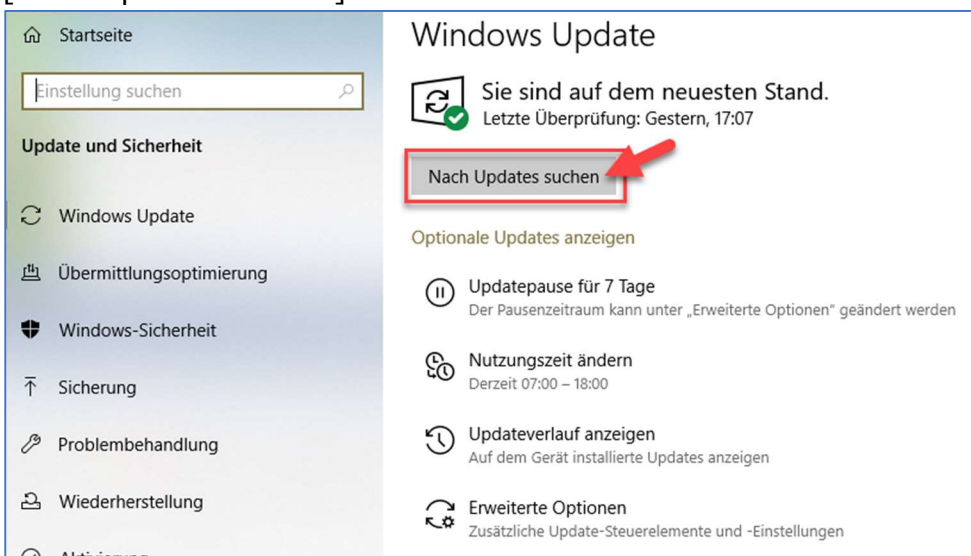 Startseite
Einstellung suchen
Update und Sicherheit
Windows Update
Übermittlungsoptimierung
Windows-Sicherheit
Sicherung
Problembehandlung
Wiederherstellung
Aktivierung
Windows Update
Sie sind auf dem neuesten Stand.
Letzte Überprüfung: Gestern, 17:07
Nach Updates suchen
Optionale Updates anzeigen
Updatepause für 7 Tage
Der Pausenzeitraum kann unter „Erweiterte Optionen" geändert werden
Nutzungszeit ändern
Derzeit 07:00 – 18:00
Updateverlauf anzeigen
Auf dem Gerät installierte Updates anzeigen
Erweiterte Optionen
Zusätzliche Update-Steuerelemente und -Einstellungen